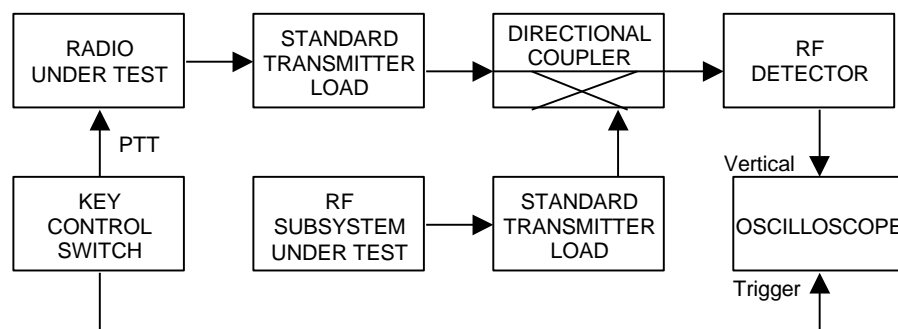 RADIO
UNDER TEST
STANDARD
TRANSMITTER
LOAD
DIRECTIONAL
COUPLER
RF
DETECTOR
PTT
Vertical
KEY
CONTROL
SWITCH
RF
SUBSYSTEM
UNDER TEST
STANDARD
TRANSMITTER
LOAD
OSCILLOSCOPE
Trigger